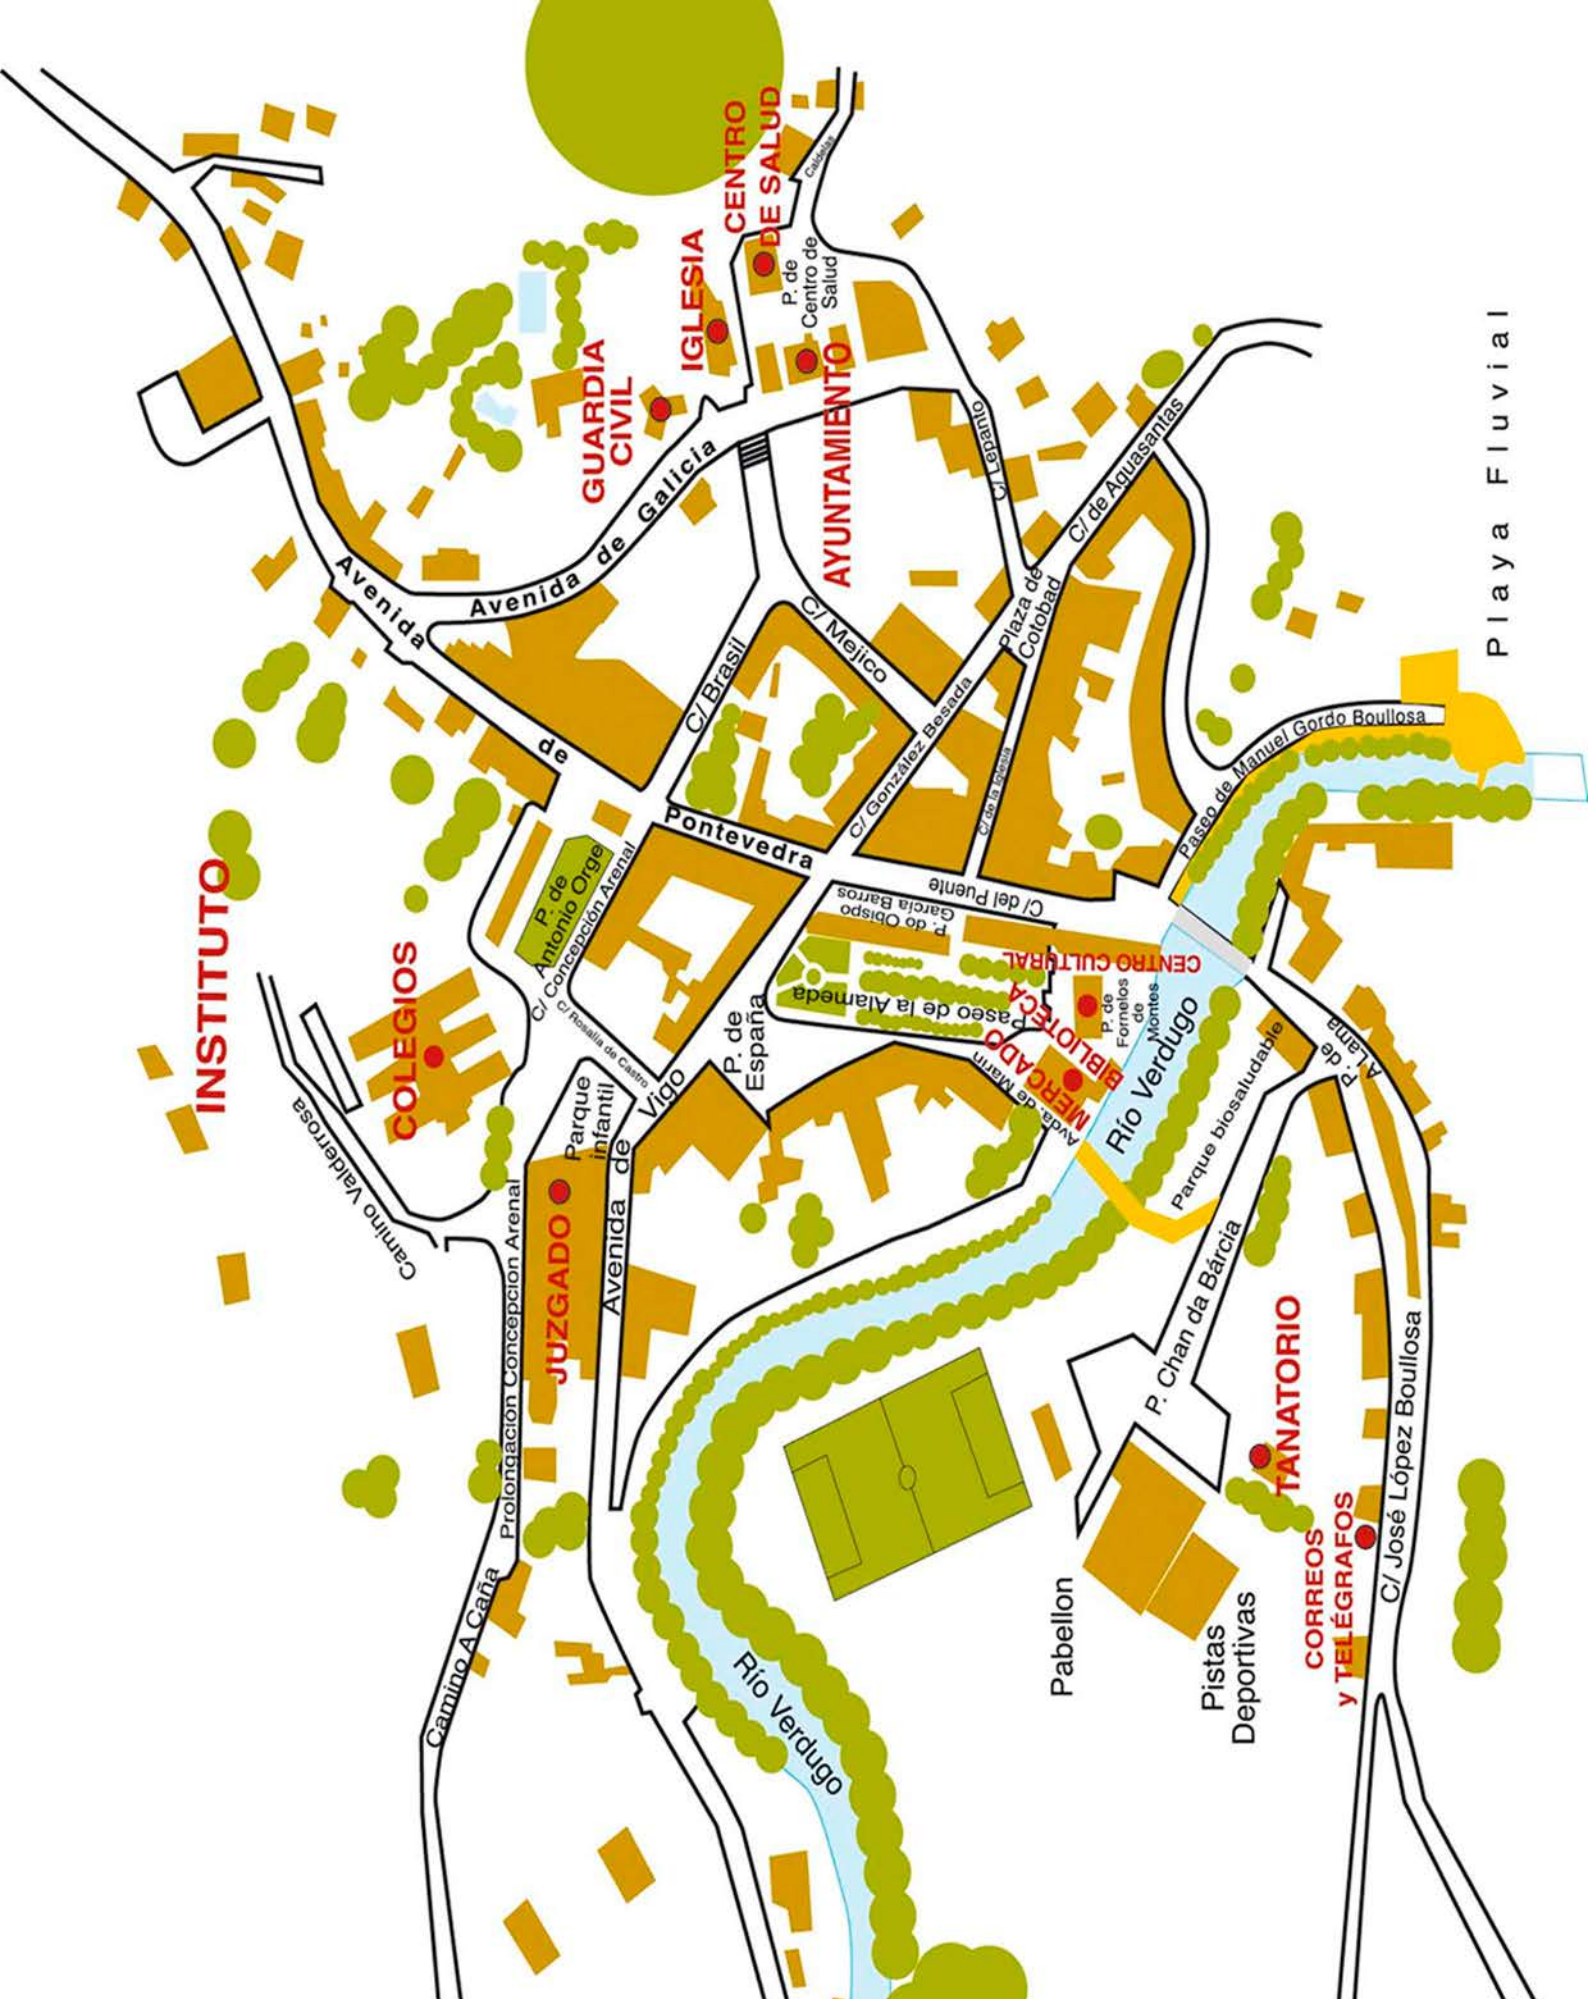 CENTRO
DE SALUD
Caldelas
IGLESIA
P. de
Centro de
Salud
GUARDIA
CIVIL
AYUNTAMIENTO
Playa Fluvial
Avenida de Galicia
C/ Lepanto
C/ de Aguasantas
Avenida
de
Pontevedra
Plaza de
Cotobad
C/ Brasil
C/ Mejico
C/ González Besada
C/ de la Iglesia
Paseo de Manuel Gordo Boullosa
INSTITUTO
COLEGIOS
P. de
Antonio Orge
C/ Concepción Arenal
C/ del Puente
P. do Obispo
García Barros
CENTRO CULTURAL
Paseo de la Alameda
C/ Rosalía de Castro
P. de
España
BIBLIOTECA
P. de
Fornelos
de
Montes
MERCADO
Avda. de Marín
Río Verdugo
Parque biosaludable
P. de
A Lama
Camino Valderrosa
Parque
infantil
Avenida de Vigo
JUZGADO
Prolongación Concepción Arenal
P. Chan da Bárcia
TANATORIO
C/ José López Boullosa
CORREOS
y TELÉGRAFOS
Pabellon
Pistas
Deportivas
Camino A Caña
Río Verdugo